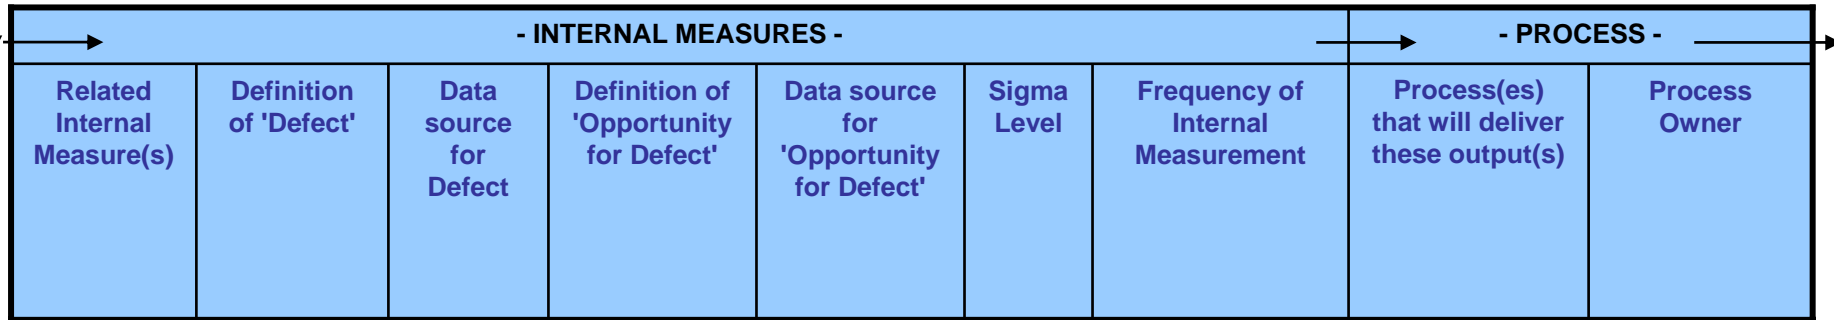 - INTERNAL MEASURES -
- PROCESS -
Related
Internal
Measure(s)
Definition
of 'Defect'
Data
source
for
Defect
Definition of
'Opportunity
for Defect'
Data source
for
'Opportunity
for Defect'
Sigma
Level
Frequency of
Internal
Measurement
Process(es)
that will deliver
these output(s)
Process
Owner